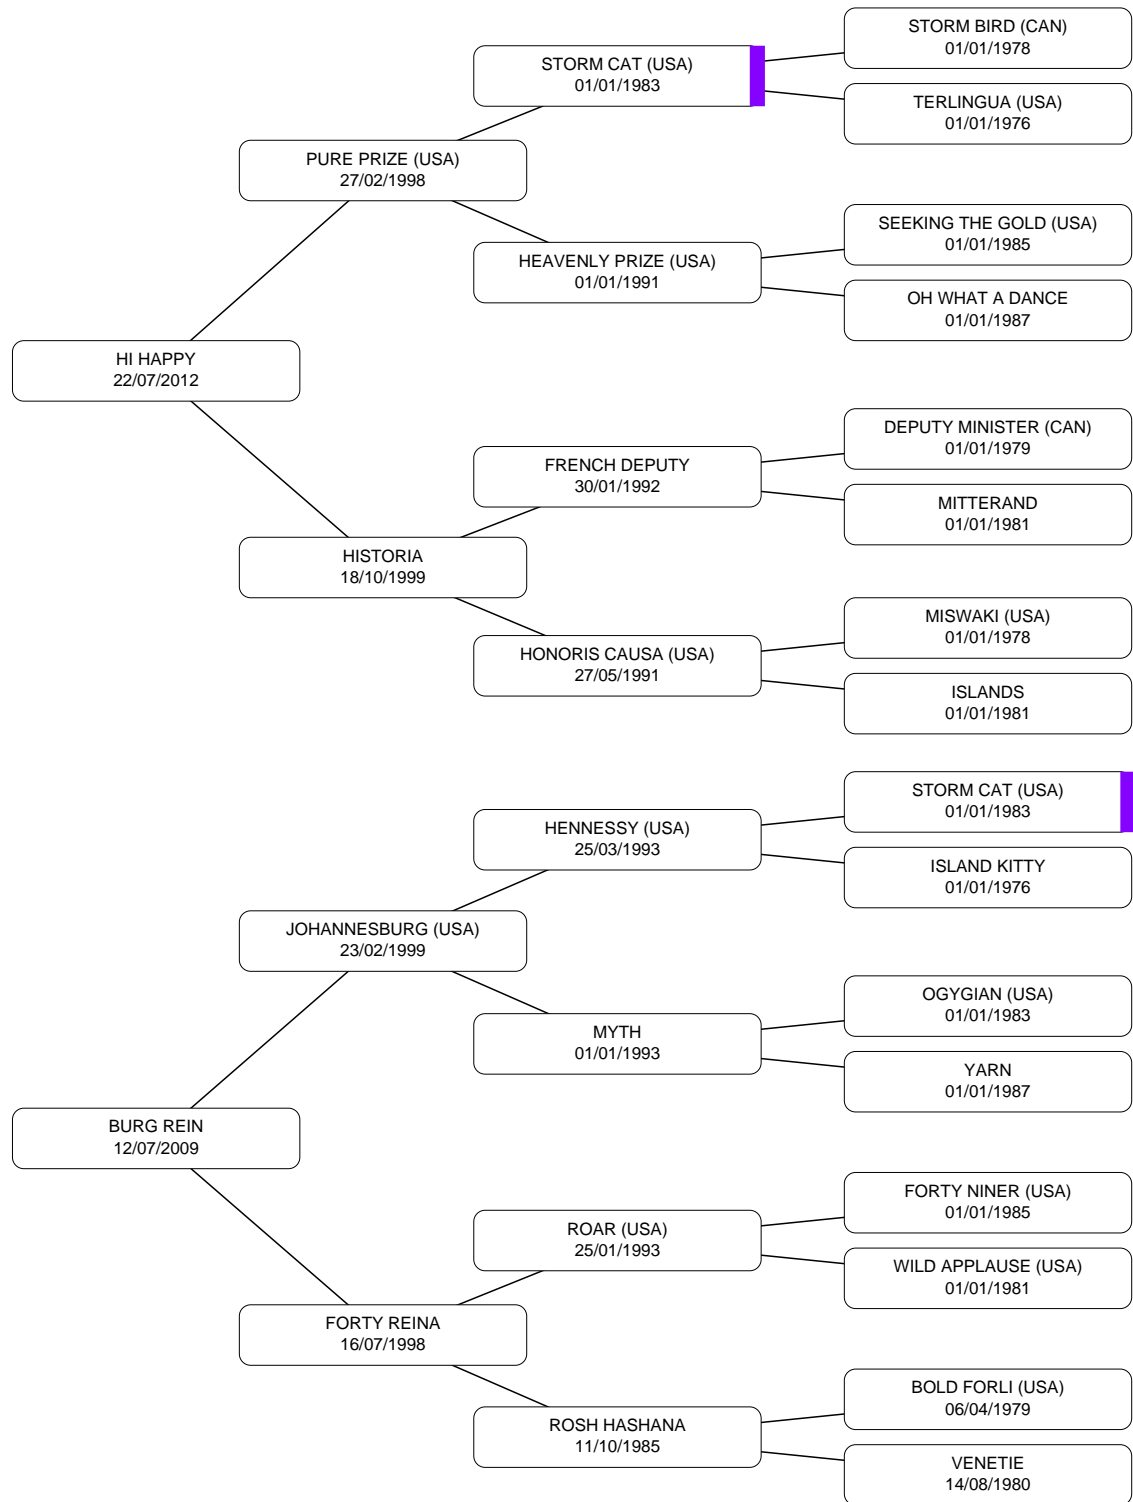 STORM BIRD (CAN)
01/01/1978
STORM CAT (USA)
01/01/1983
TERLINGUA (USA)
01/01/1976
PURE PRIZE (USA)
27/02/1998
SEEKING THE GOLD (USA)
01/01/1985
HEAVENLY PRIZE (USA)
01/01/1991
OH WHAT A DANCE
01/01/1987
HI HAPPY
22/07/2012
DEPUTY MINISTER (CAN)
01/01/1979
FRENCH DEPUTY
30/01/1992
MITTERAND
01/01/1981
HISTORIA
18/10/1999
MISWAKI (USA)
01/01/1978
HONORIS CAUSA (USA)
27/05/1991
ISLANDS
01/01/1981
STORM CAT (USA)
01/01/1983
HENNESSY (USA)
25/03/1993
ISLAND KITTY
01/01/1976
JOHANNESBURG (USA)
23/02/1999
OGYGIAN (USA)
01/01/1983
MYTH
01/01/1993
YARN
01/01/1987
BURG REIN
12/07/2009
FORTY NINER (USA)
01/01/1985
ROAR (USA)
25/01/1993
WILD APPLAUSE (USA)
01/01/1981
FORTY REINA
16/07/1998
BOLD FORLI (USA)
06/04/1979
ROSH HASHANA
11/10/1985
VENETIE
14/08/1980